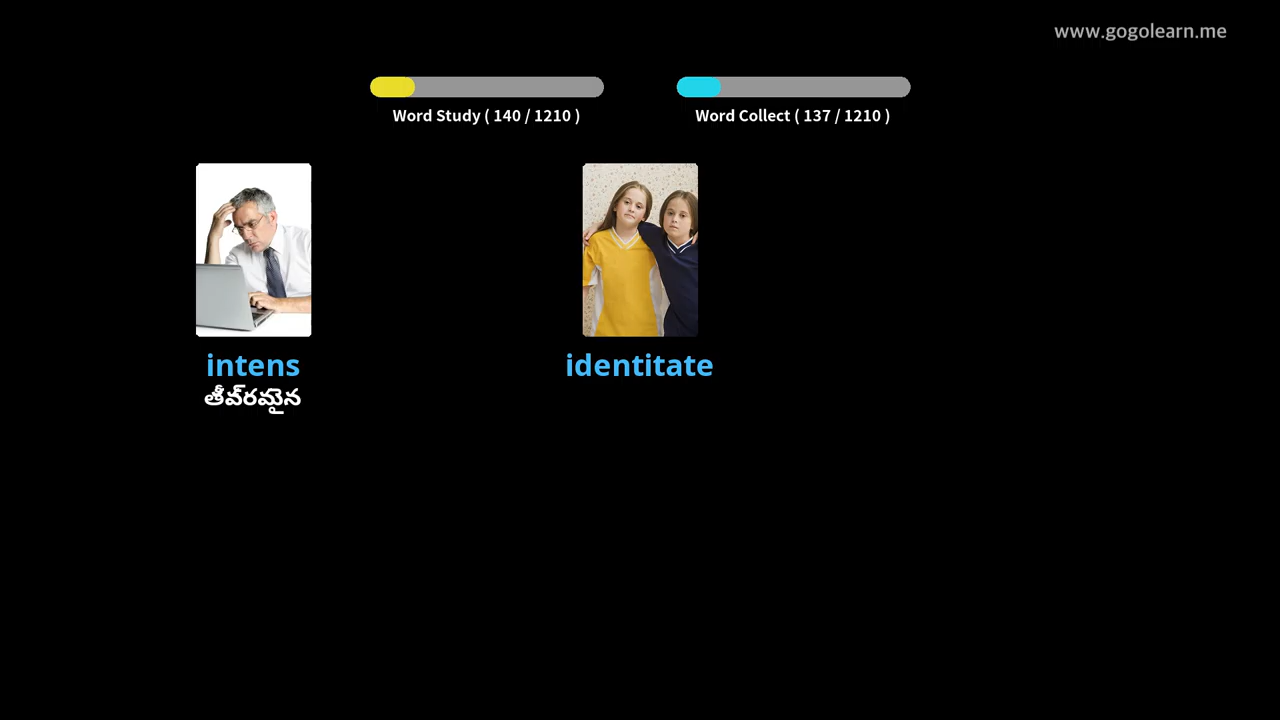 www.gogolearn.me
Word Study ( 140 / 1210 )
Word Collect ( 137 / 1210 )
intens
తీవ్రమైన
identitate